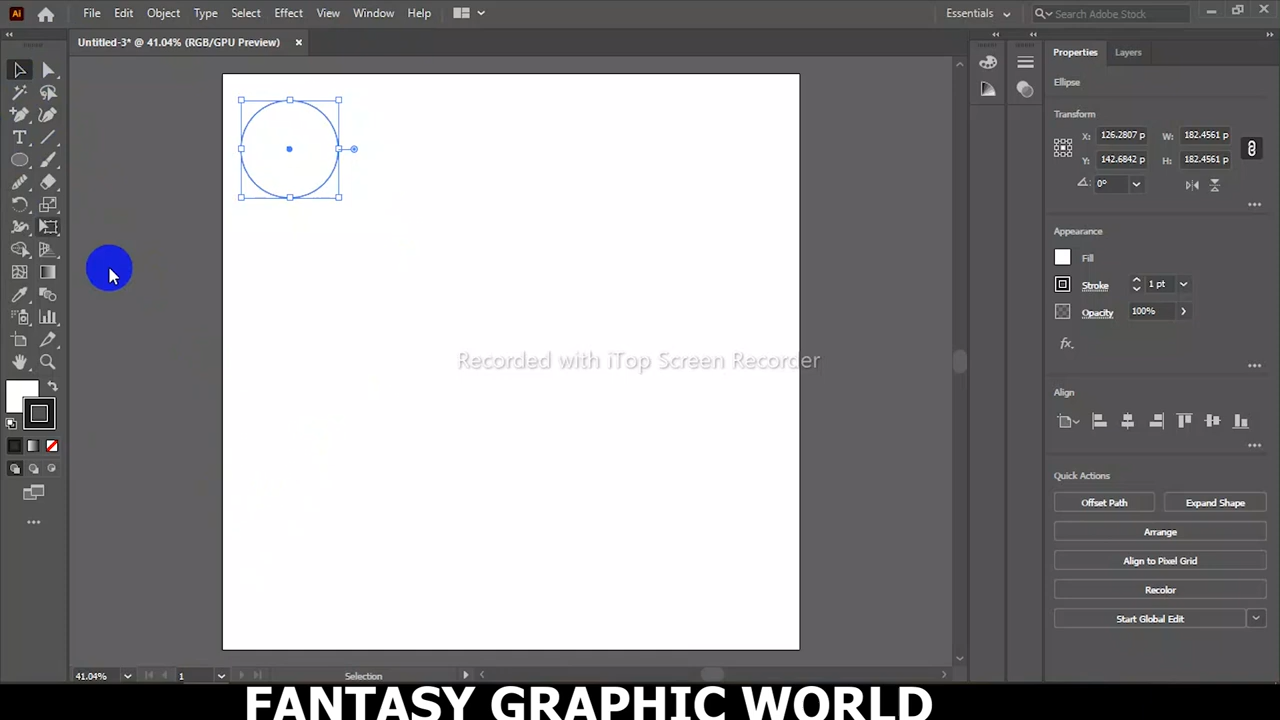 Ai File Edit Object Type Select Effect View Window Help Essentials Search Adobe Stock
Untitled-3* @ 41.04% (RGB/GPU Preview)
Properties Layers
Ellipse
Transform
X: 126.2807 p W: 182.4561 p
Y: 142.6842 p H: 182.4561 p
0°
Appearance
Fill
Stroke 1 pt
Opacity 100%
fx.
Recorded with iTop Screen Recorder
Align
Quick Actions
Offset Path Expand Shape
Arrange
Align to Pixel Grid
Recolor
Start Global Edit
41.04% 1 Selection
FANTASY GRAPHIC WORLD